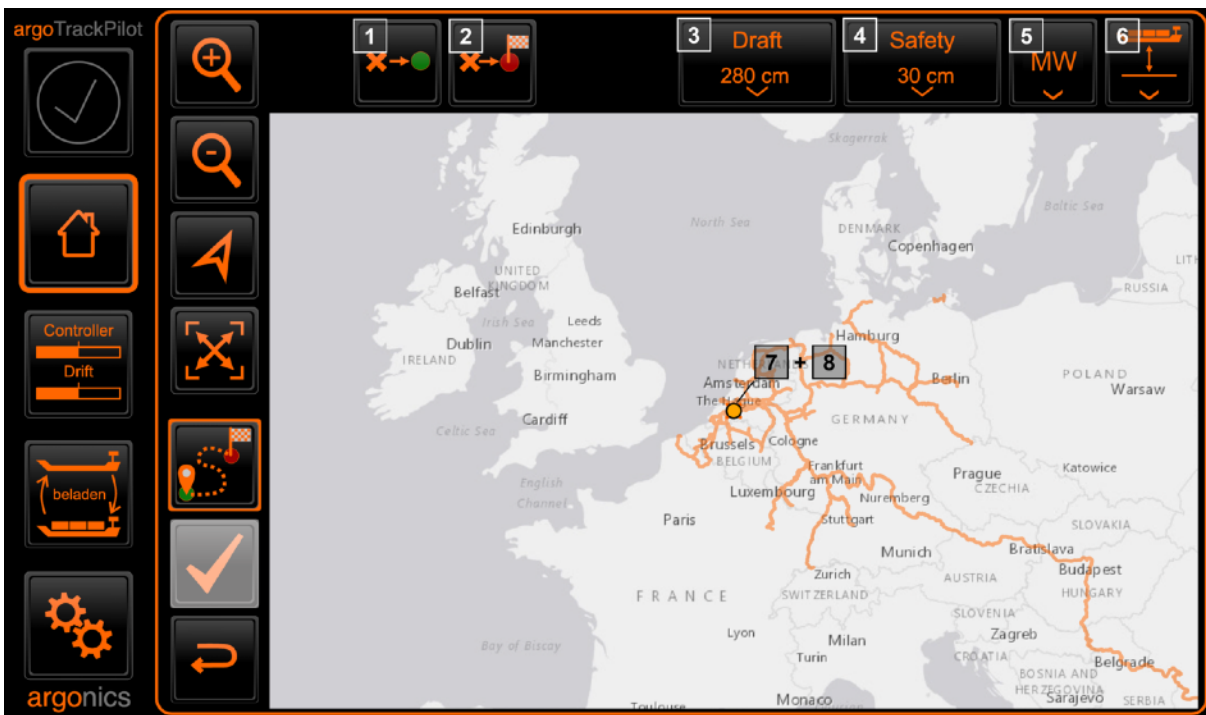 argoTrackPilot
1
2
3 Draft
280 cm
4 Safety
30 cm
5
MW
6
Skagerrak
Baltic Sea
North Sea
Edinburgh
DENMARK
Copenhagen
UNITED
KINGDOM
Belfast
LITH
RUSSIA
Controller
Drift
Irish Sea
Leeds
Dublin
Manchester
IRELAND
Hamburg
7 + 8
Birmingham
Amsterdam
The Hague
Berlin
POLAND
Warsaw
Cardiff
Celtic Sea
GERMANY
Brussels
Cologne
BELGIUM
Frankfurt
am Main
Prague
Katowice
CZECHIA
English
Channel
Luxembourg
Nuremberg
beladen
Paris
Stuttgart
SLOVAKIA
Munich
Bratislava
Budapest
Zurich
AUSTRIA
HUNGARY
FRANCE
SWITZERLAND
SLOVENIA
Zagreb
Lyon
Milan
Bay of Biscay
Turin
CROATIA
Belgrade
BOSNIA AND
HERZEGOVINA
Monaco
Sarajevo
SERBIA
Toulouse
argonics